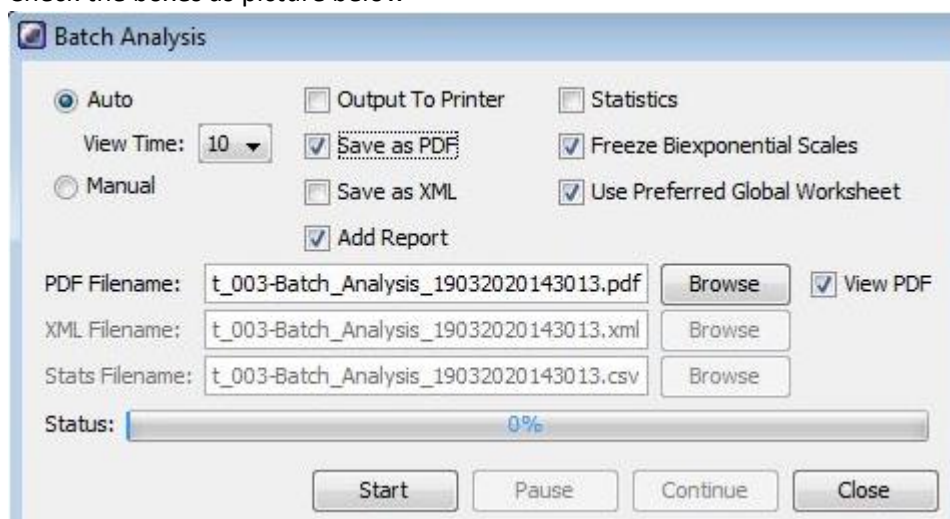 Check the boxes as picture below
Batch Analysis
Auto Output To Printer Statistics
View Time: 10 Save as PDF Freeze Biexponential Scales
Manual Save as XML Use Preferred Global Worksheet
Add Report
PDF Filename: t_003-Batch_Analysis_19032020143013.pdf Browse View PDF
XML Filename: t_003-Batch_Analysis_19032020143013.xml Browse
Stats Filename: t_003-Batch_Analysis_19032020143013.csv Browse
Status: 0%
Start Pause Continue Close